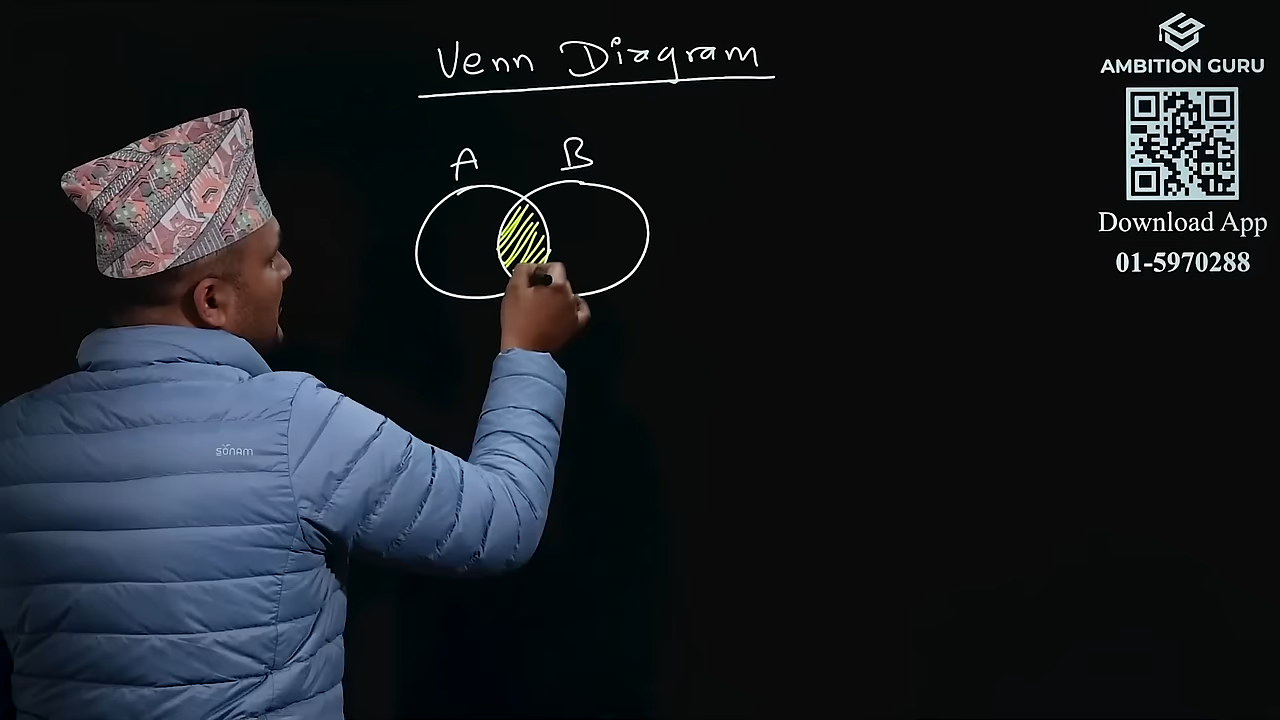 Venn Diagram
A B
AMBITION GURU
Download App
01-5970288
SONAM